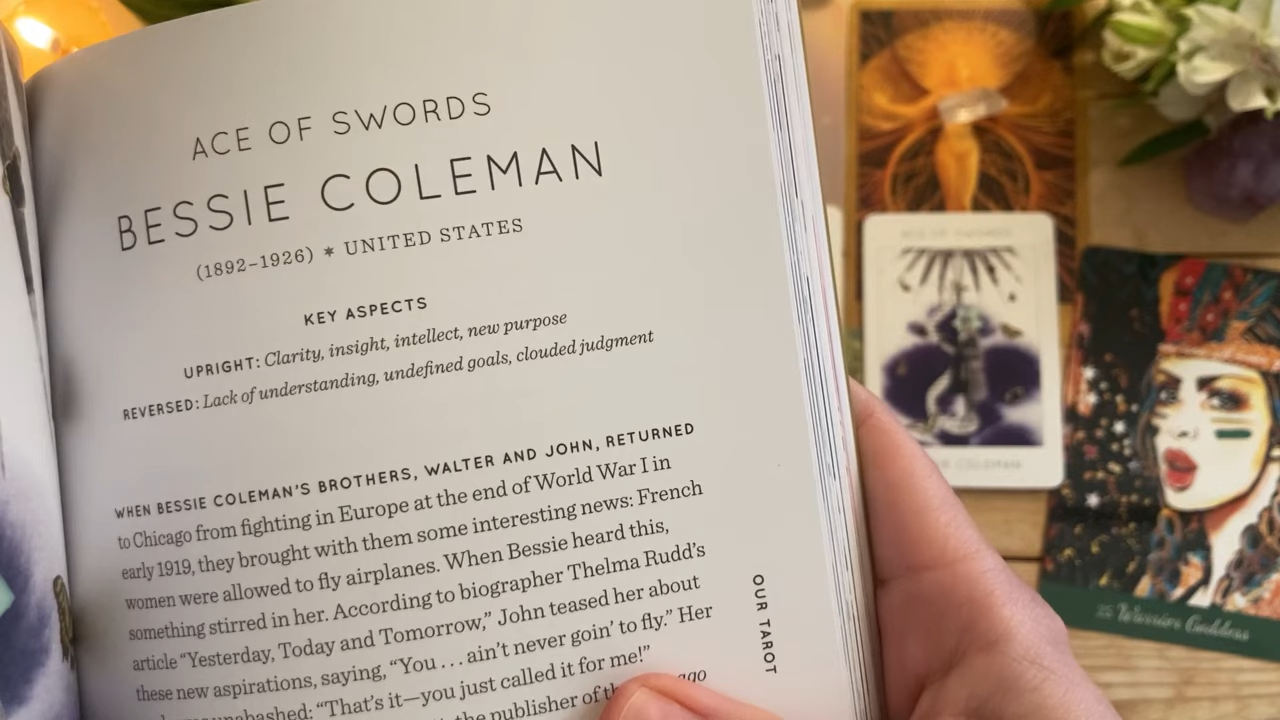 ACE OF SWORDS
BESSIE COLEMAN
(1892–1926) * UNITED STATES
KEY ASPECTS
UPRIGHT: Clarity, insight, intellect, new purpose
REVERSED: Lack of understanding, undefined goals, clouded judgment
WHEN BESSIE COLEMAN'S BROTHERS, WALTER AND JOHN, RETURNED
to Chicago from fighting in Europe at the end of World War I in
early 1919, they brought with them some interesting news: French
women were allowed to fly airplanes. When Bessie heard this,
something stirred in her. According to biographer Thelma Rudd's
article “Yesterday, Today and Tomorrow,” John teased her about
these new aspirations, saying, “You . . . ain't never goin' to fly.” Her
“That's it—you just called it for me!”
the publisher of
OUR TAROT
Warrior Goddess